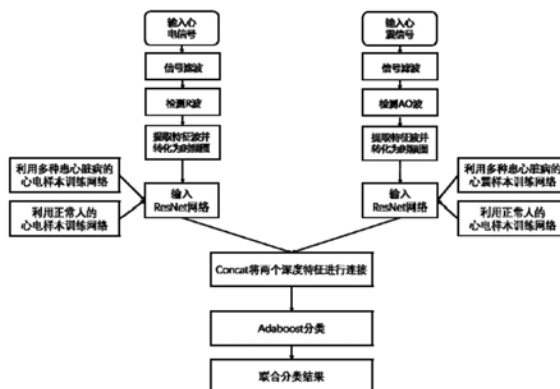 输入心
电信号
信号滤波
检测R波
提取特征波并
转化为时频图
输入
ResNet网络
利用多种患心脏病的
心电样本训练网络
利用正常人的
心电样本训练网络
输入心
震信号
信号滤波
检测AO波
提取特征波并
转化为时频图
输入
ResNet网络
利用多种患心脏病的
心震样本训练网络
利用正常人的
心电样本训练网络
Concat将两个深度特征进行连接
Adaboost分类
联合分类结果